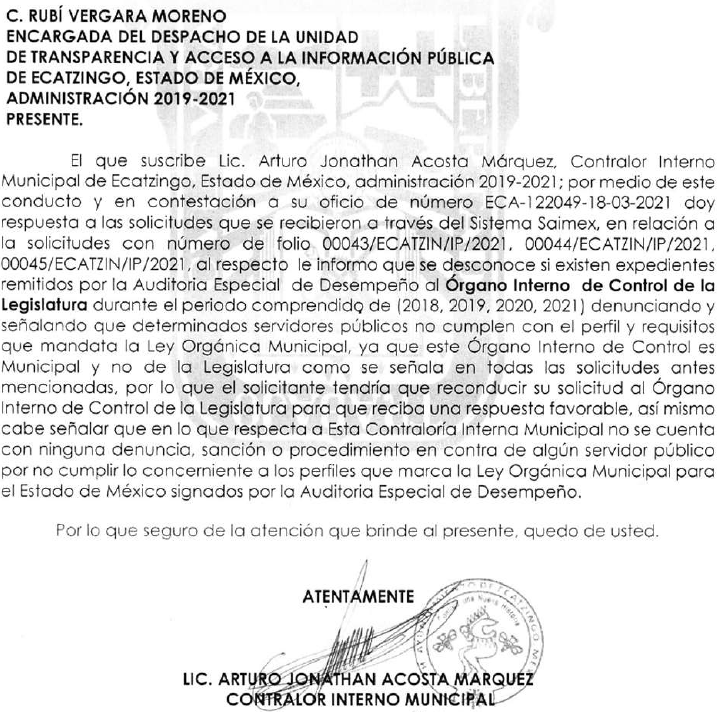 C. RUBÍ VERGARA MORENO
ENCARGADA DEL DESPACHO DE LA UNIDAD
DE TRANSPARENCIA Y ACCESO A LA INFORMACIÓN PÚBLICA
DE ECATZINGO, ESTADO DE MÉXICO,
ADMINISTRACIÓN 2019-2021
PRESENTE.
El que suscribe Lic. Arturo Jonathan Acosta Márquez, Contralor Interno
Municipal de Ecatzingo, Estado de México, administración 2019-2021; por medio de este
conducto y en contestación a su oficio de número ECA-122049-18-03-2021 doy
respuesta a las solicitudes que se recibieron a través del Sistema Saimex, en relación a
la solicitudes con número de folio 00043/ECATZIN/IP/2021, 00044/ECATZIN/IP/2021,
00045/ECATZIN/IP/2021, al respecto le informo que se desconoce si existen expedientes
remitidos por la Auditoria Especial de Desempeño al Órgano Interno de Control de la
Legislatura durante el periodo comprendido de (2018, 2019, 2020, 2021) denunciando y
señalando que determinados servidores públicos no cumplen con el perfil y requisitos
que mandata la Ley Orgánica Municipal, ya que este Órgano Interno de Control es
Municipal y no de la Legislatura como se señala en todas las solicitudes antes
mencionadas, por lo que el solicitante tendría que reconducir su solicitud al Órgano
Interno de Control de la Legislatura para que reciba una respuesta favorable, así mismo
cabe señalar que en lo que respecta a Esta Contraloría Interna Municipal no se cuenta
con ninguna denuncia, sanción o procedimiento en contra de algún servidor público
por no cumplir lo concerniente a los perfiles que marca la Ley Orgánica Municipal para
el Estado de México signados por la Auditoria Especial de Desempeño.
Por lo que seguro de la atención que brinde al presente, quedo de usted.
ATENTAMENTE
LIC. ARTURO JONATHAN ACOSTA MÁRQUEZ
CONTRALOR INTERNO MUNICIPAL